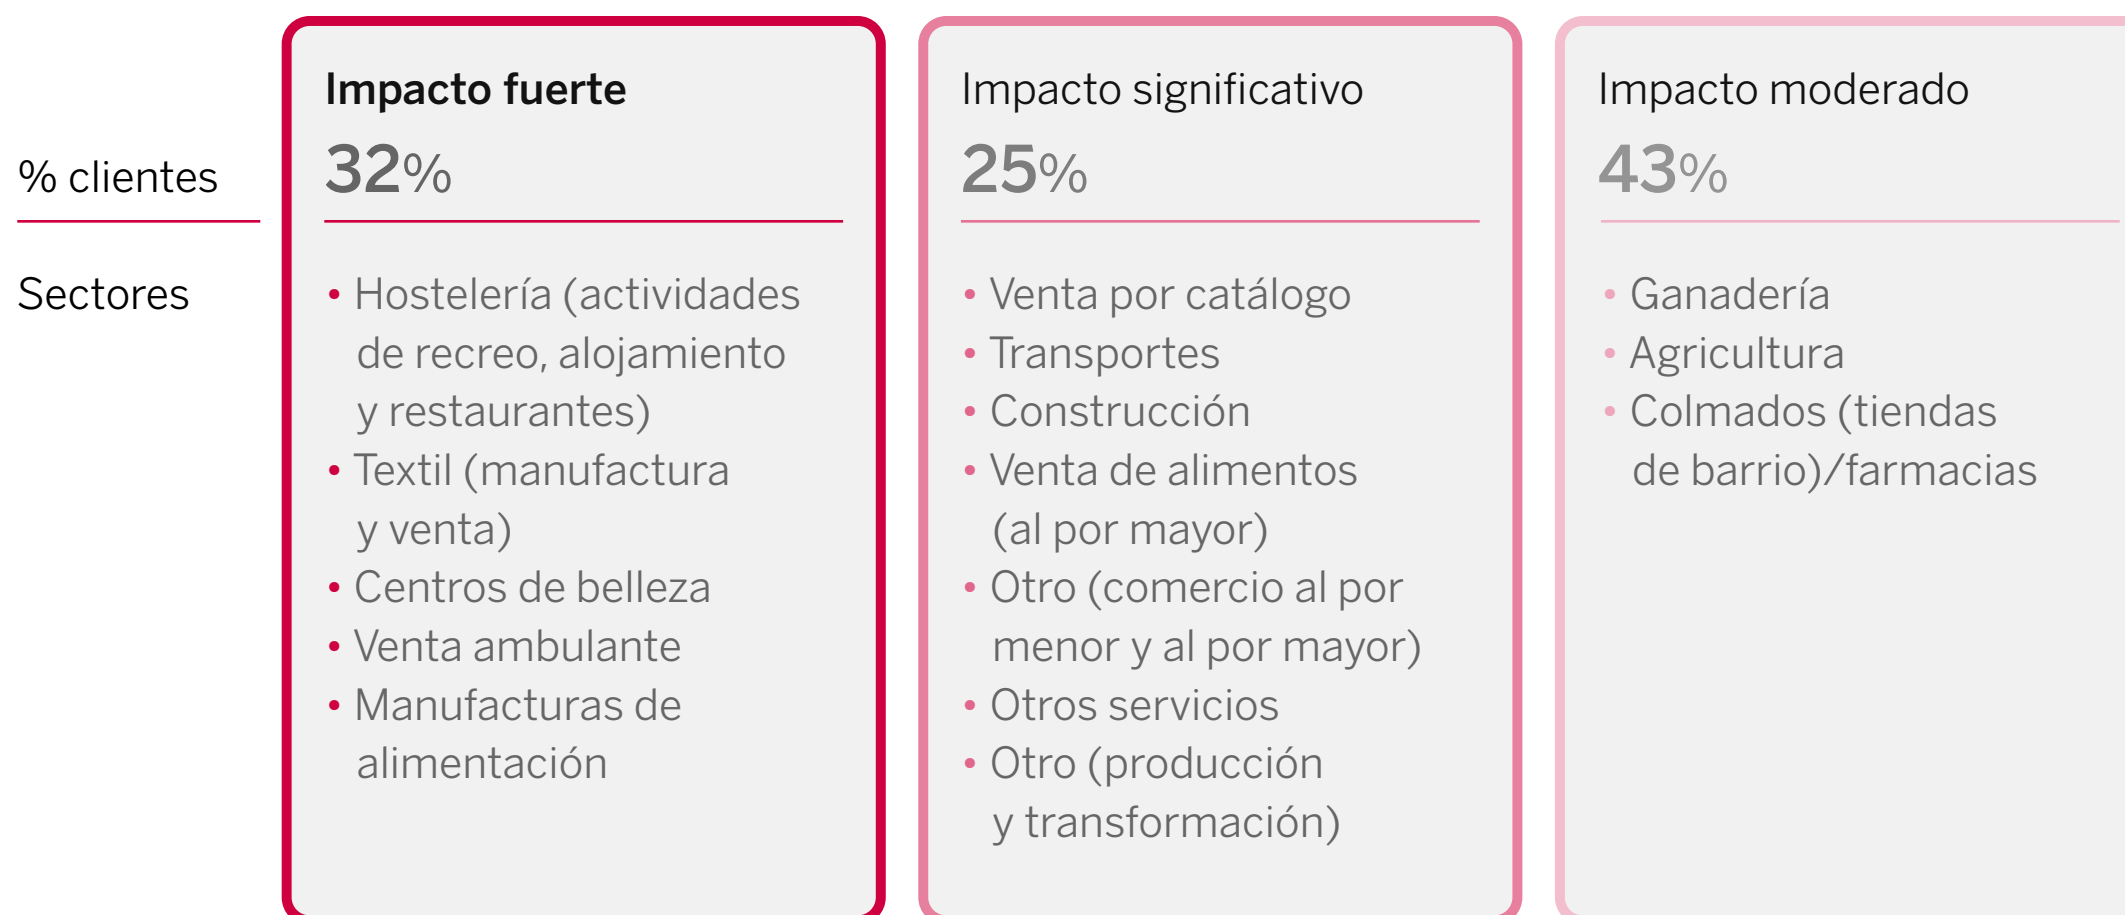 % clientes
Sectores
Impacto fuerte
32%
• Hostelería (actividades
de recreo, alojamiento
y restaurantes)
• Textil (manufactura
y venta)
• Centros de belleza
• Venta ambulante
• Manufacturas de
alimentación
Impacto significativo
25%
• Venta por catálogo
• Transportes
• Construcción
• Venta de alimentos
(al por mayor)
• Otro (comercio al por
menor y al por mayor)
• Otros servicios
• Otro (producción
y transformación)
Impacto moderado
43%
• Ganadería
• Agricultura
• Colmados (tiendas
de barrio)/farmacias